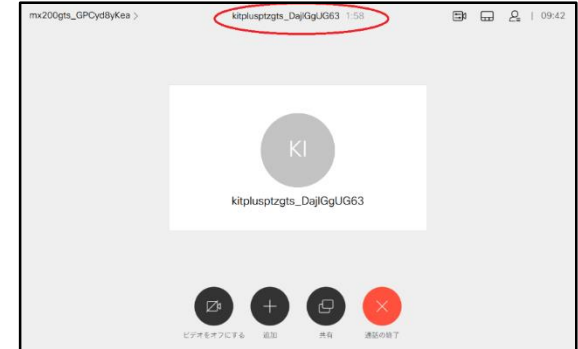 mx200gts_GPCyd8yKea >
kitplusptzgts_DajlGgUG63 1:58
09:42
KI
kitplusptzgts_DajlGgUG63
ビデオをオフにする
追加
共有
通話の終了